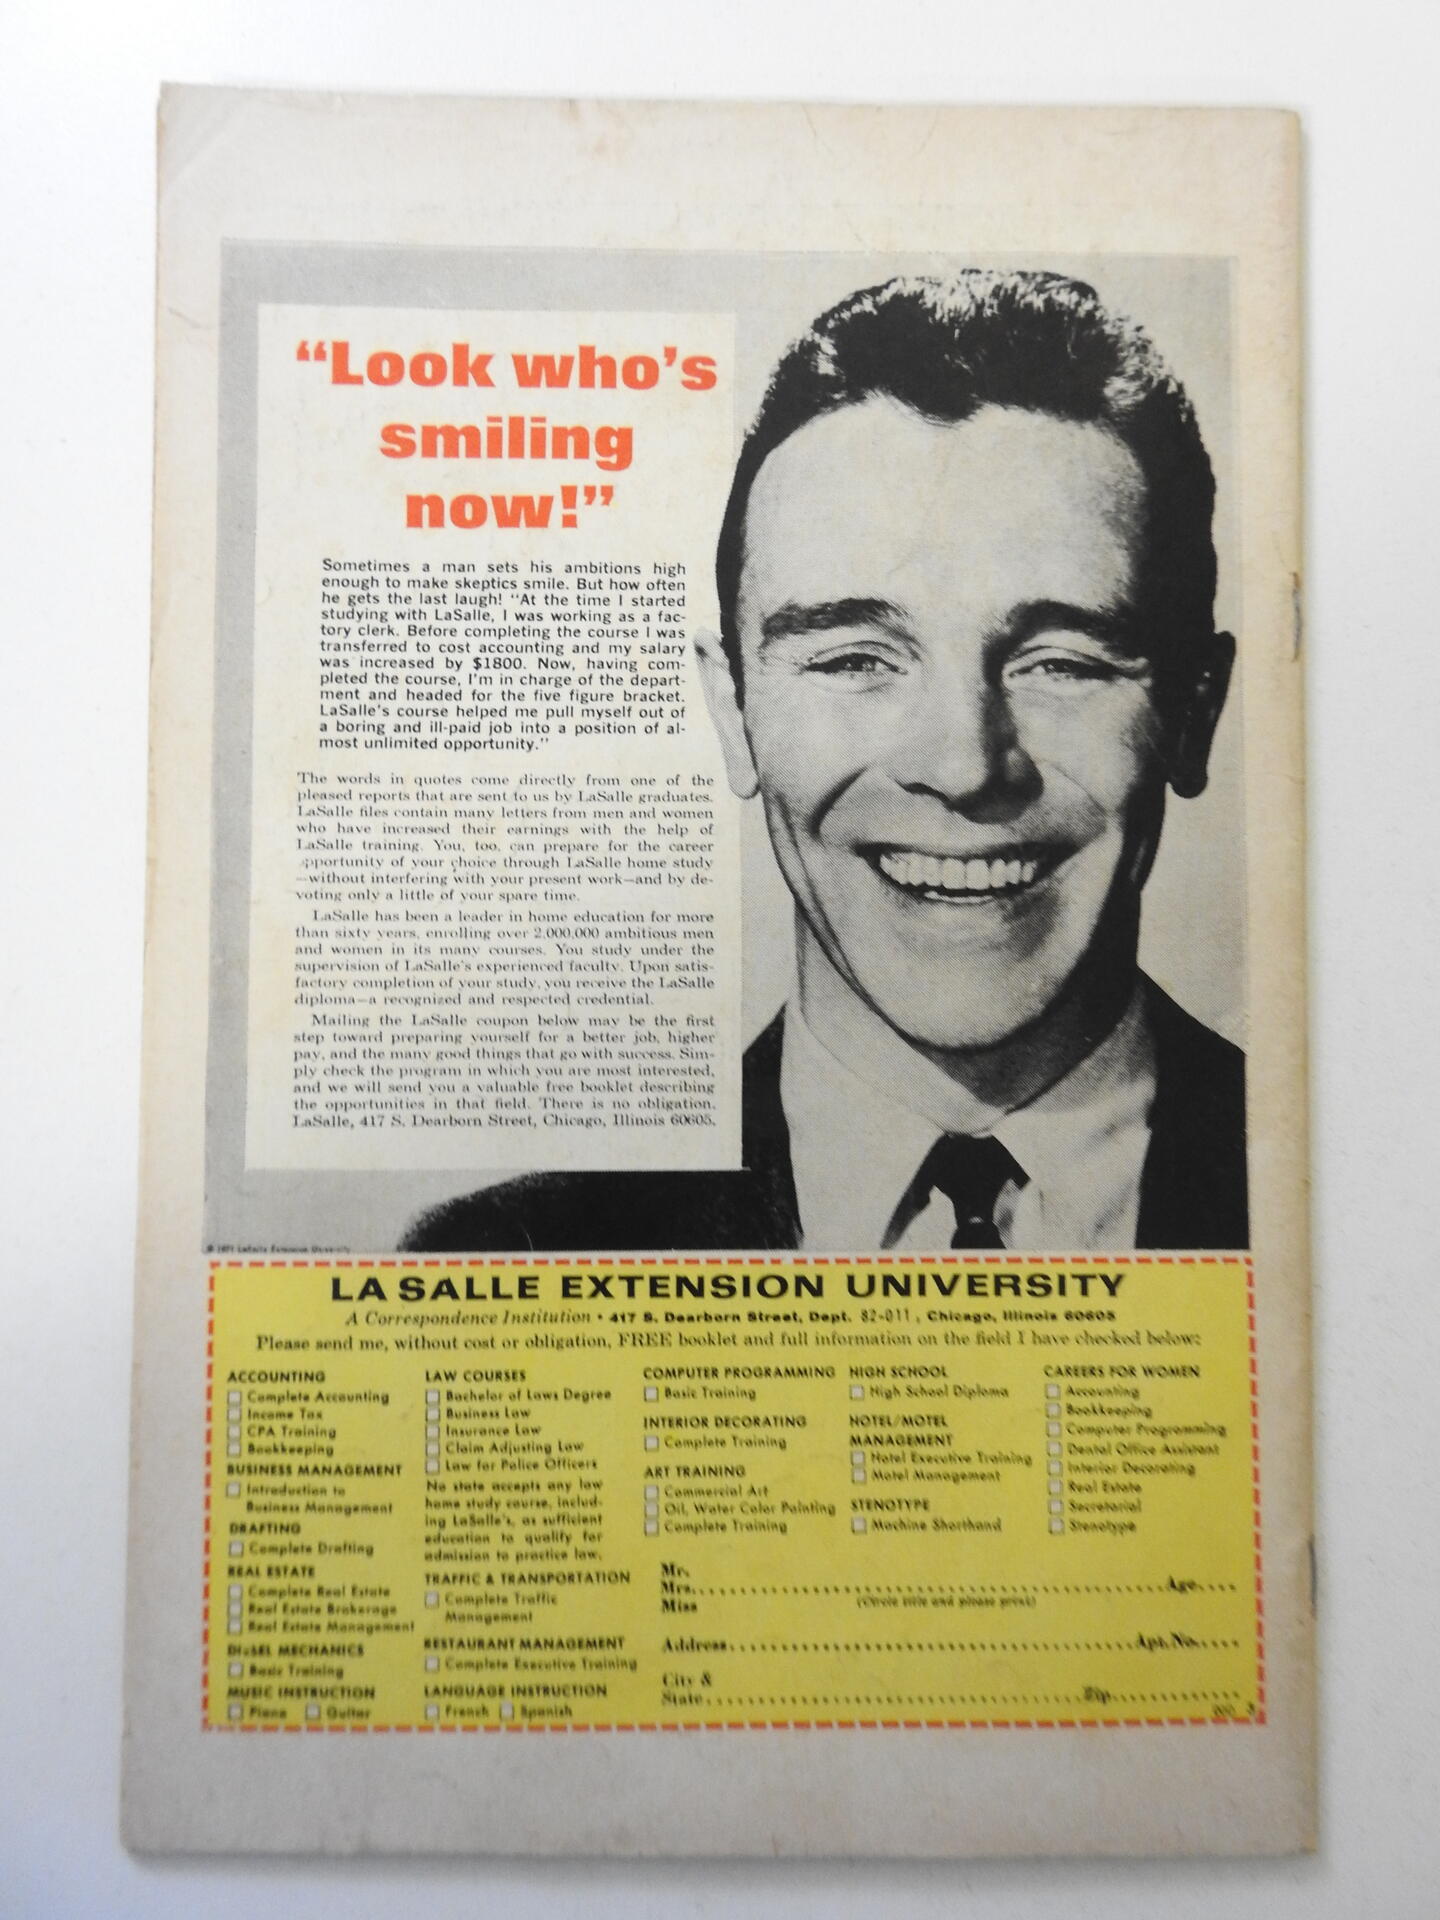 “Look who’s
smiling
now!”
Sometimes a man sets his ambitions high
enough to make skeptics smile. But how often
he gets the last laugh! “At the time I started
studying with LaSalle, I was working as a fac-
tory clerk. Before completing the course I was
transferred to cost accounting and my salary
was increased by $1800. Now, having com-
pleted the course, I’m in charge of the depart-
ment and headed for the five figure bracket.
LaSalle’s course helped me pull myself out of
a boring and ill-paid job into a position of al-
most unlimited opportunity.”
The words in quotes come directly from one of the
pleased reports that are sent to us by LaSalle graduates.
LaSalle files contain many letters from men and women
who have increased their earnings with the help of
LaSalle training. You, too, can prepare for the career
opportunity of your choice through LaSalle home study
—without interfering with your present work—and by de-
voting only a little of your spare time.
LaSalle has been a leader in home education for more
than sixty years, enrolling over 2,000,000 ambitious men
and women in its many courses. You study under the
supervision of LaSalle’s experienced faculty. Upon satis-
factory completion of your study, you receive the LaSalle
diploma—a recognized and respected credential.
Mailing the LaSalle coupon below may be the first
step toward preparing yourself for a better job, higher
pay, and the many good things that go with success. Sim-
ply check the program in which you are most interested,
and we will send you a valuable free booklet describing
the opportunities in that field. There is no obligation.
LaSalle, 417 S. Dearborn Street, Chicago, Illinois 60605.
© 1971 LaSalle Extension University
LA SALLE EXTENSION UNIVERSITY
A Correspondence Institution • 417 S. Dearborn Street, Dept. 82-011, Chicago, Illinois 60605
Please send me, without cost or obligation, FREE booklet and full information on the field I have checked below:
ACCOUNTING
Complete Accounting
Income Tax
CPA Training
Bookkeeping
BUSINESS MANAGEMENT
Introduction to
Business Management
DRAFTING
Complete Drafting
REAL ESTATE
Complete Real Estate
Real Estate Brokerage
Real Estate Management
DIESEL MECHANICS
Basic Training
MUSIC INSTRUCTION
Piano Guitar
LAW COURSES
Bachelor of Laws Degree
Business Law
Insurance Law
Claim Adjusting Law
Law for Police Officers
No state accepts any law
home study course, includ-
ing LaSalle’s, as sufficient
education to qualify for
admission to practice law.
TRAFFIC & TRANSPORTATION
Complete Traffic
Management
RESTAURANT MANAGEMENT
Complete Executive Training
LANGUAGE INSTRUCTION
French Spanish
COMPUTER PROGRAMMING
Basic Training
INTERIOR DECORATING
Complete Training
ART TRAINING
Commercial Art
Oil, Water Color Painting
Complete Training
HIGH SCHOOL
High School Diploma
HOTEL/MOTEL
MANAGEMENT
Hotel Executive Training
Motel Management
STENOTYPE
Machine Shorthand
CAREERS FOR WOMEN
Accounting
Bookkeeping
Computer Programming
Dental Office Assistant
Interior Decorating
Real Estate
Secretarial
Stenotype
Mr.
Mrs. Age
Miss (Circle title and please print)
Address Apt. No.
City &
State Zip